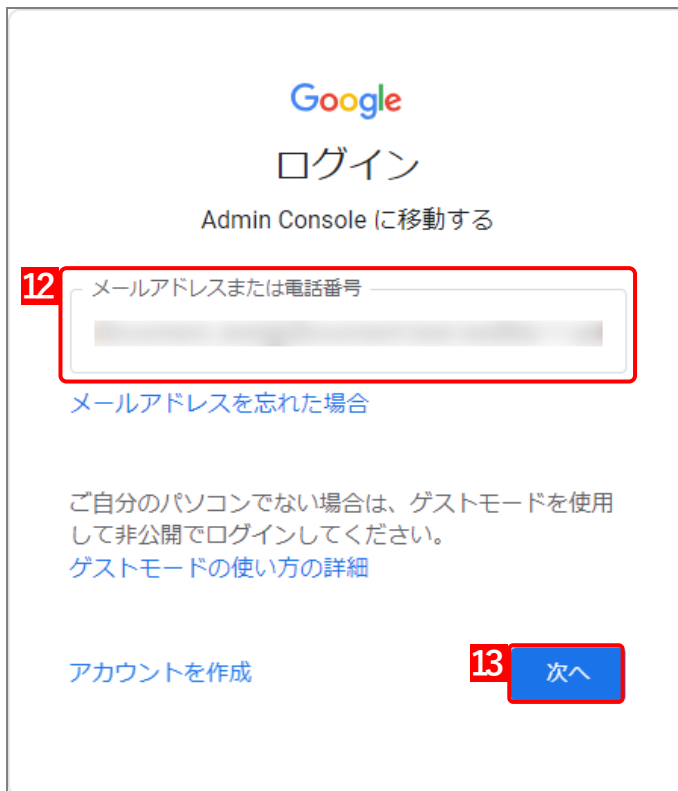 Google
ログイン
Admin Console に移動する
12
メールアドレスまたは電話番号
メールアドレスを忘れた場合
ご自分のパソコンでない場合は、ゲストモードを使用
して非公開でログインしてください。
ゲストモードの使い方の詳細
アカウントを作成
13 次へ